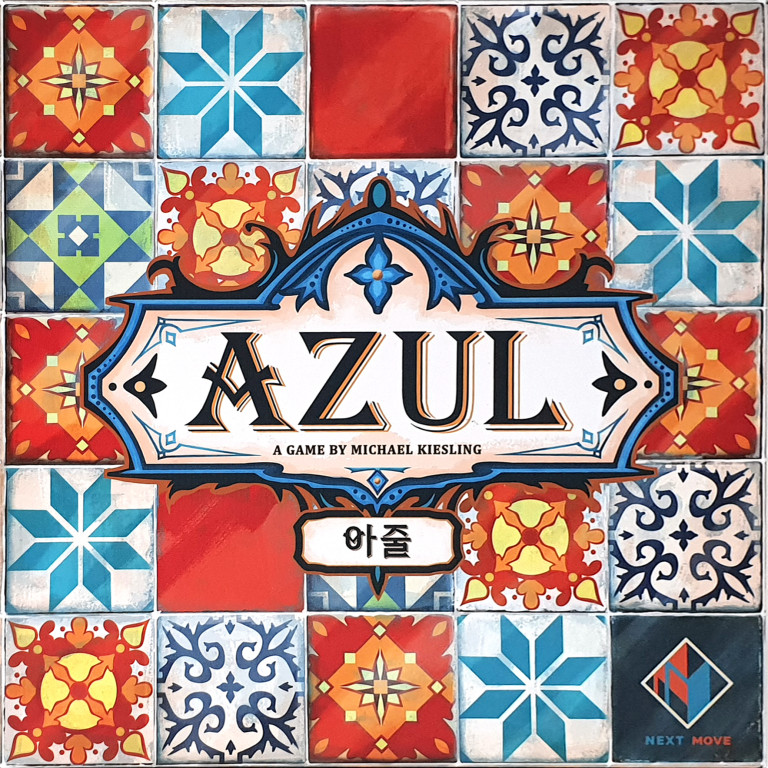 AZUL
A GAME BY MICHAEL KIESLING
아줄
NEXT MOVE